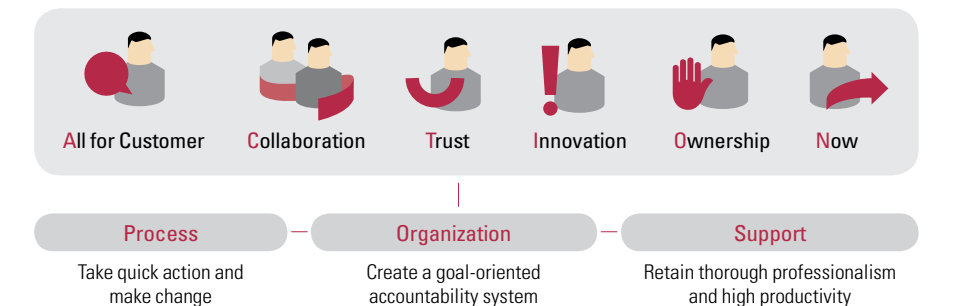 All for Customer
Collaboration
Trust
Innovation
Ownership
Now
Process
Organization
Support
Take quick action and
make change
Create a goal-oriented
accountability system
Retain thorough professionalism
and high productivity